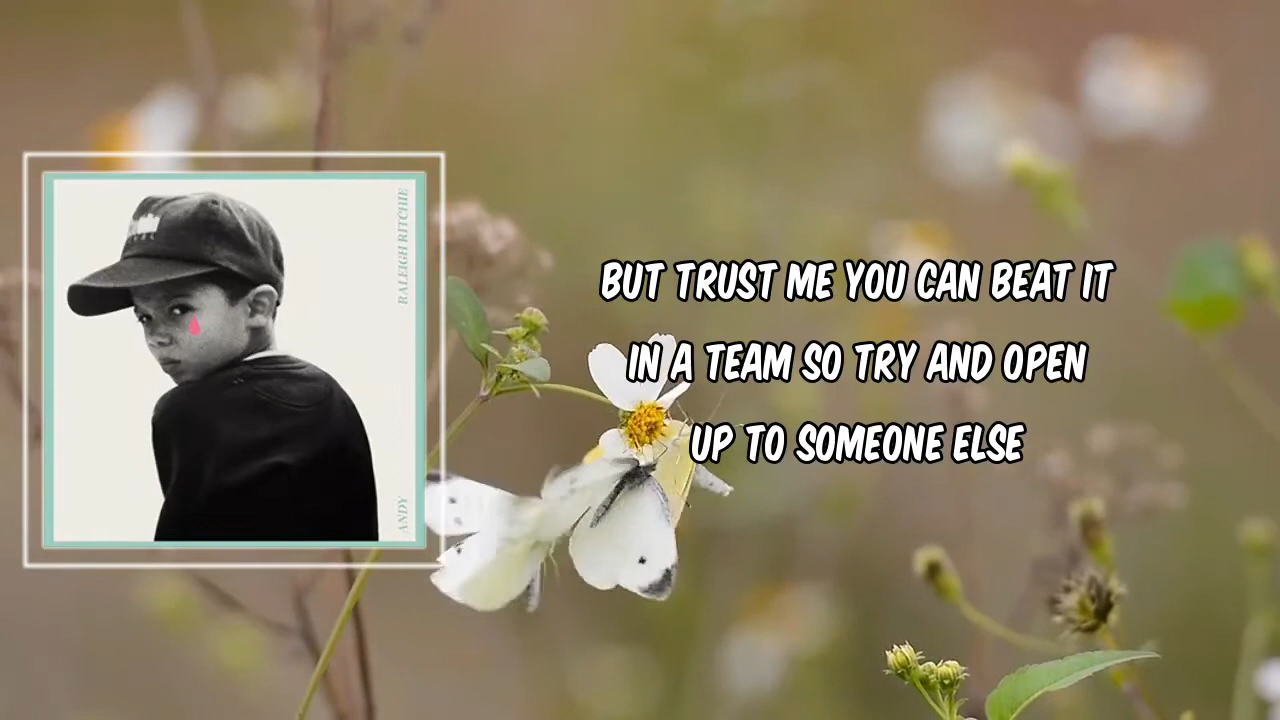 RALEIGH RITCHIE
ANDY
BUT TRUST ME YOU CAN BEAT IT
IN A TEAM SO TRY AND OPEN
UP TO SOMEONE ELSE